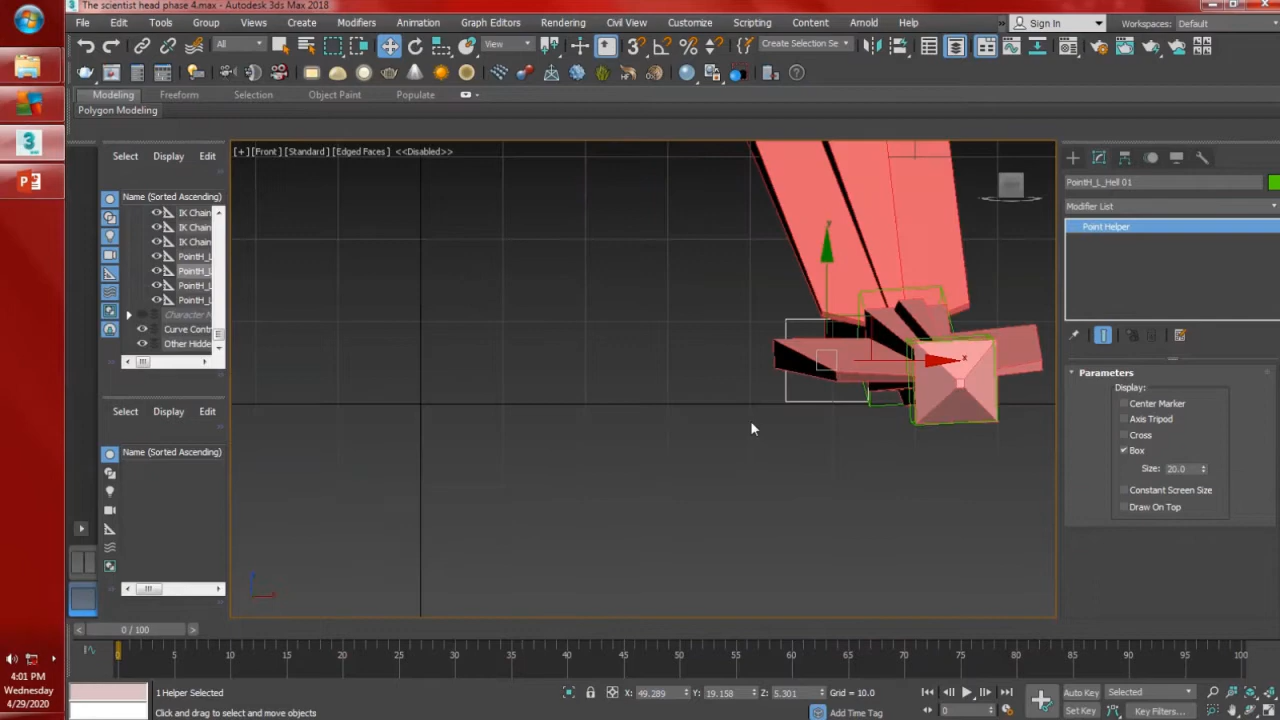 The scientist head phase 4.max - Autodesk 3ds Max 2018
File Edit Tools Group Views Create Modifiers Animation Graph Editors Rendering Civil View Customize Scripting Content Arnold Help
Sign In
Workspaces: Default
All
View
Create Selection Se
Modeling Freeform Selection Object Paint Populate
Polygon Modeling
Select Display Edit
Name (Sorted Ascending)
IK Chain
IK Chain
IK Chain
PointH_L
PointH_L
PointH_L
PointH_L
Character N
Curve Contr
Other Hidde
Select Display Edit
Name (Sorted Ascending)
[+] [Front] [Standard] [Edged Faces] <<Disabled>>
PointH_L_Hell 01
Modifier List
Point Helper
Parameters
Display:
Center Marker
Axis Tripod
Cross
Box
Size: 20.0
Constant Screen Size
Draw On Top
0 / 100
0 5 10 15 20 25 30 35 40 45 50 55 60 65 70 75 80 85 90 95 100
1 Helper Selected
Click and drag to select and move objects
X: 49.289 Y: 19.158 Z: 5.301 Grid = 10.0
Add Time Tag
Auto Key Selected
Set Key Key Filters...
0
4:01 PM
Wednesday
4/29/2020